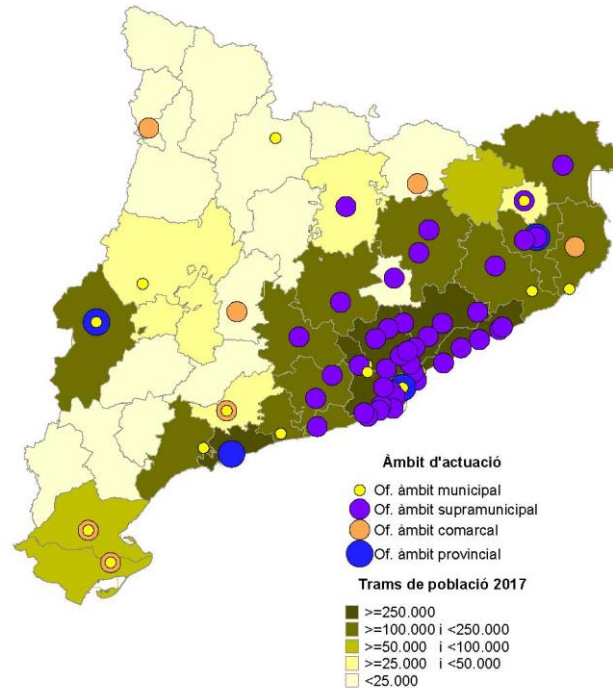 Àmbit d'actuació
Of. àmbit municipal
Of. àmbit supramunicipal
Of. àmbit comarcal
Of. àmbit provincial
Trams de població 2017
>=250.000
>=100.000 i <250.000
>=50.000 i <100.000
>=25.000 i <50.000
<25.000